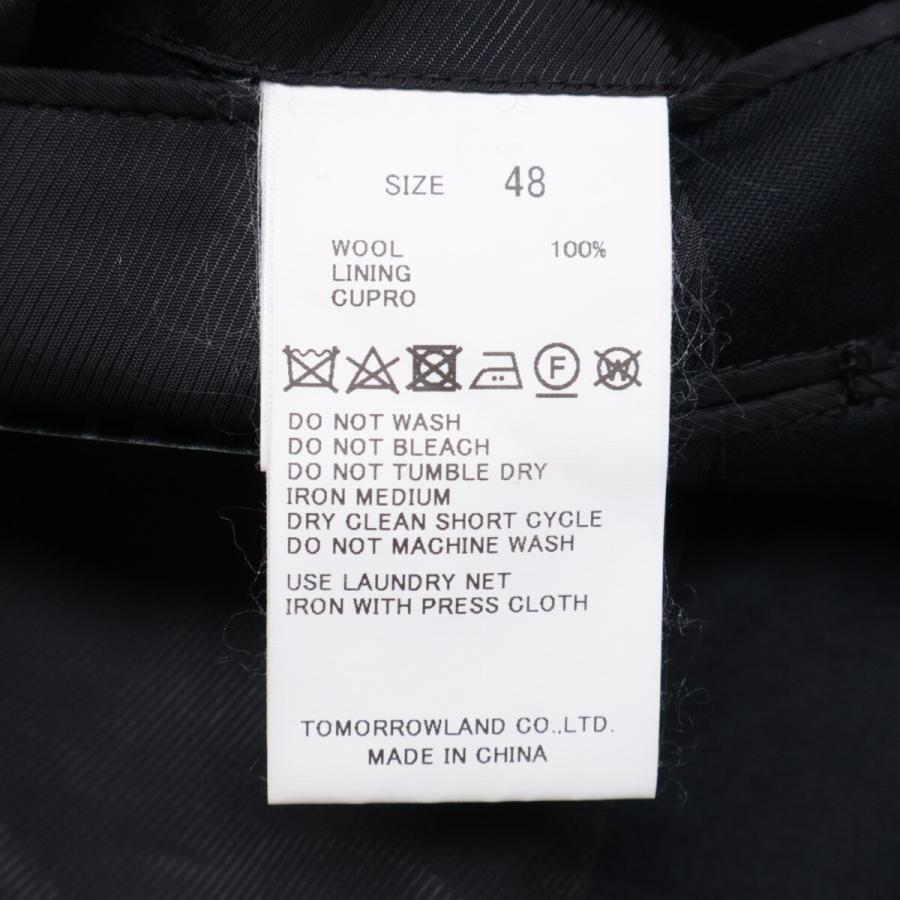 SIZE 48
WOOL 100%
LINING
CUPRO
F W
DO NOT WASH
DO NOT BLEACH
DO NOT TUMBLE DRY
IRON MEDIUM
DRY CLEAN SHORT CYCLE
DO NOT MACHINE WASH
USE LAUNDRY NET
IRON WITH PRESS CLOTH
TOMORROWLAND CO.,LTD.
MADE IN CHINA